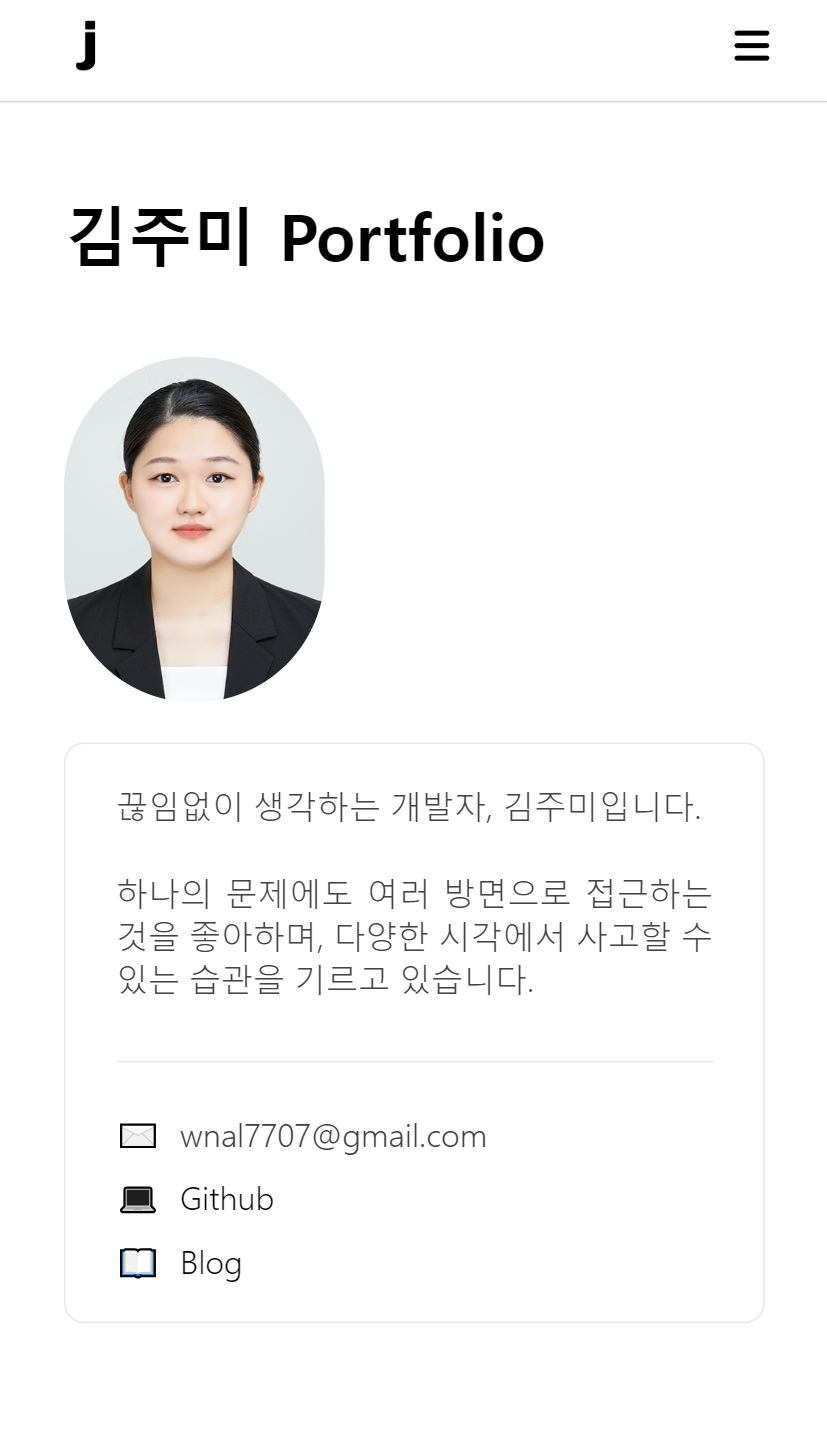 j
김주미 Portfolio
끊임없이 생각하는 개발자, 김주미입니다.
하나의 문제에도 여러 방면으로 접근하는
것을 좋아하며, 다양한 시각에서 사고할 수
있는 습관을 기르고 있습니다.
wnal7707@gmail.com
Github
Blog